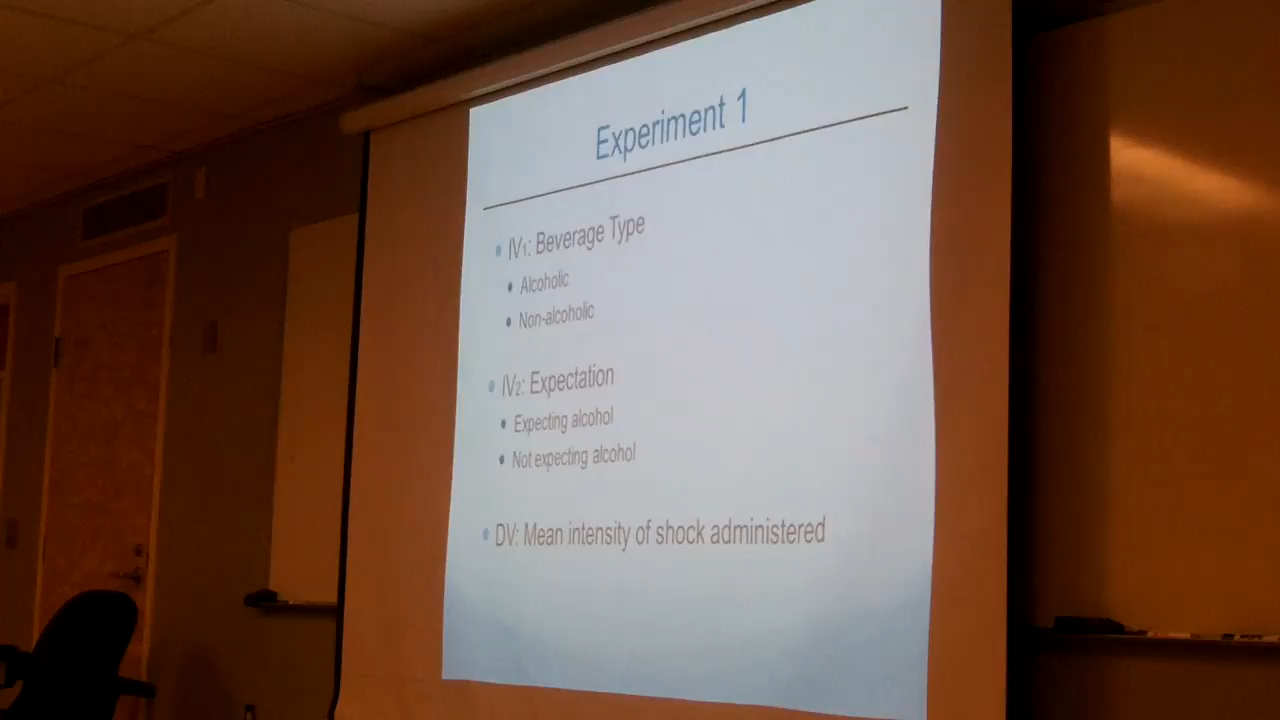 Experiment 1
IV1: Beverage Type
Alcoholic
Non-alcoholic
IV2: Expectation
Expecting alcohol
Not expecting alcohol
DV: Mean intensity of shock administered